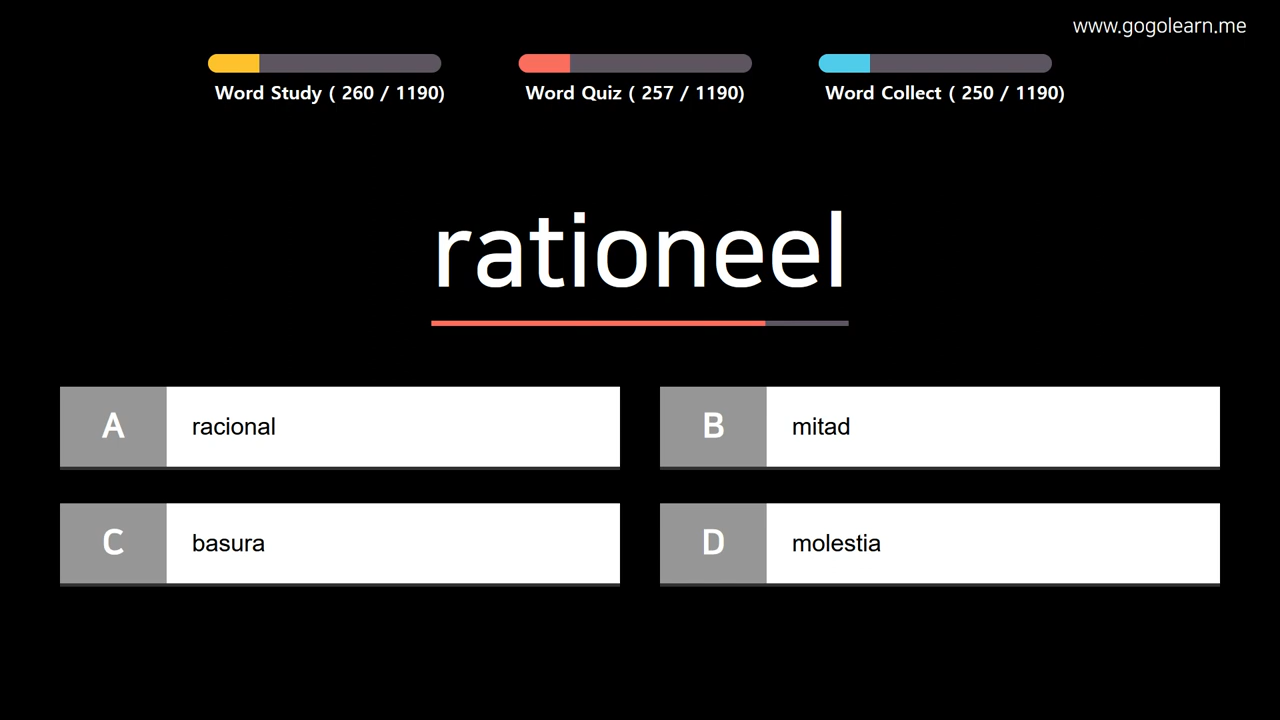 www.gogolearn.me
Word Study ( 260 / 1190)
Word Quiz ( 257 / 1190)
Word Collect ( 250 / 1190)
rationeel
A racional
B mitad
C basura
D molestia